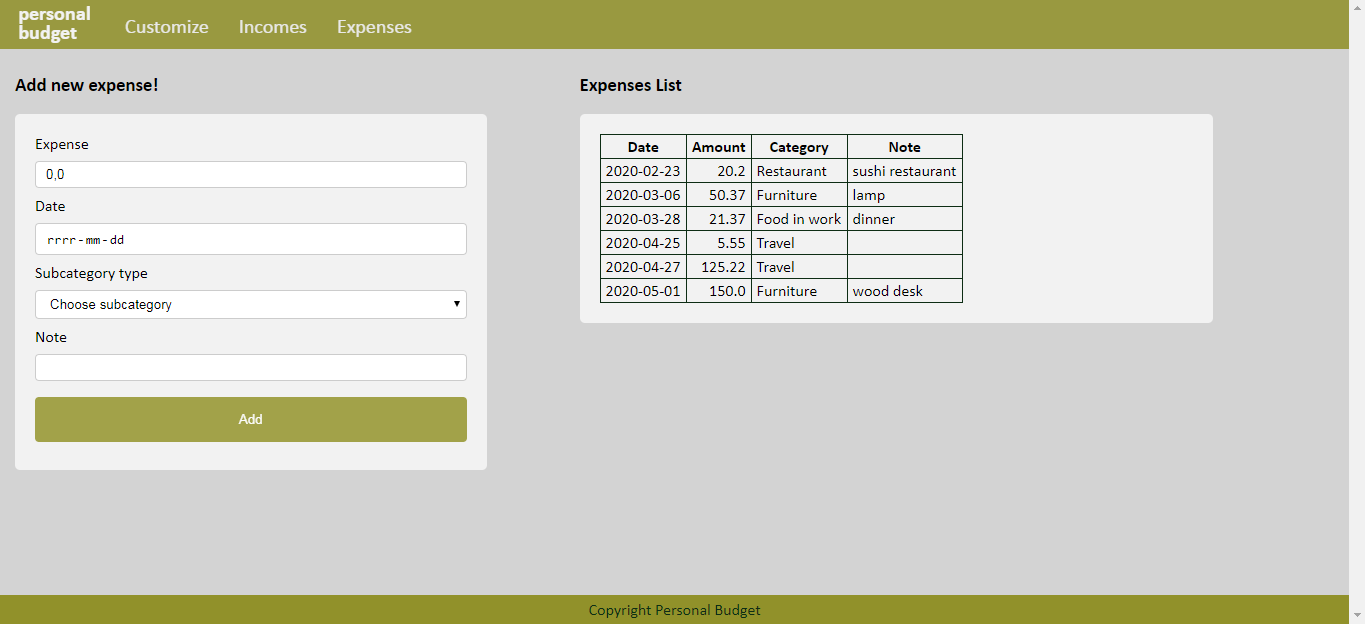 personal
budget
Customize Incomes Expenses
Add new expense!
Expense
0,0
Date
rrrr-mm-dd
Subcategory type
Choose subcategory
Note
Add
Expenses List
Date Amount Category Note
2020-02-23 20.2 Restaurant sushi restaurant
2020-03-06 50.37 Furniture lamp
2020-03-28 21.37 Food in work dinner
2020-04-25 5.55 Travel
2020-04-27 125.22 Travel
2020-05-01 150.0 Furniture wood desk
Copyright Personal Budget